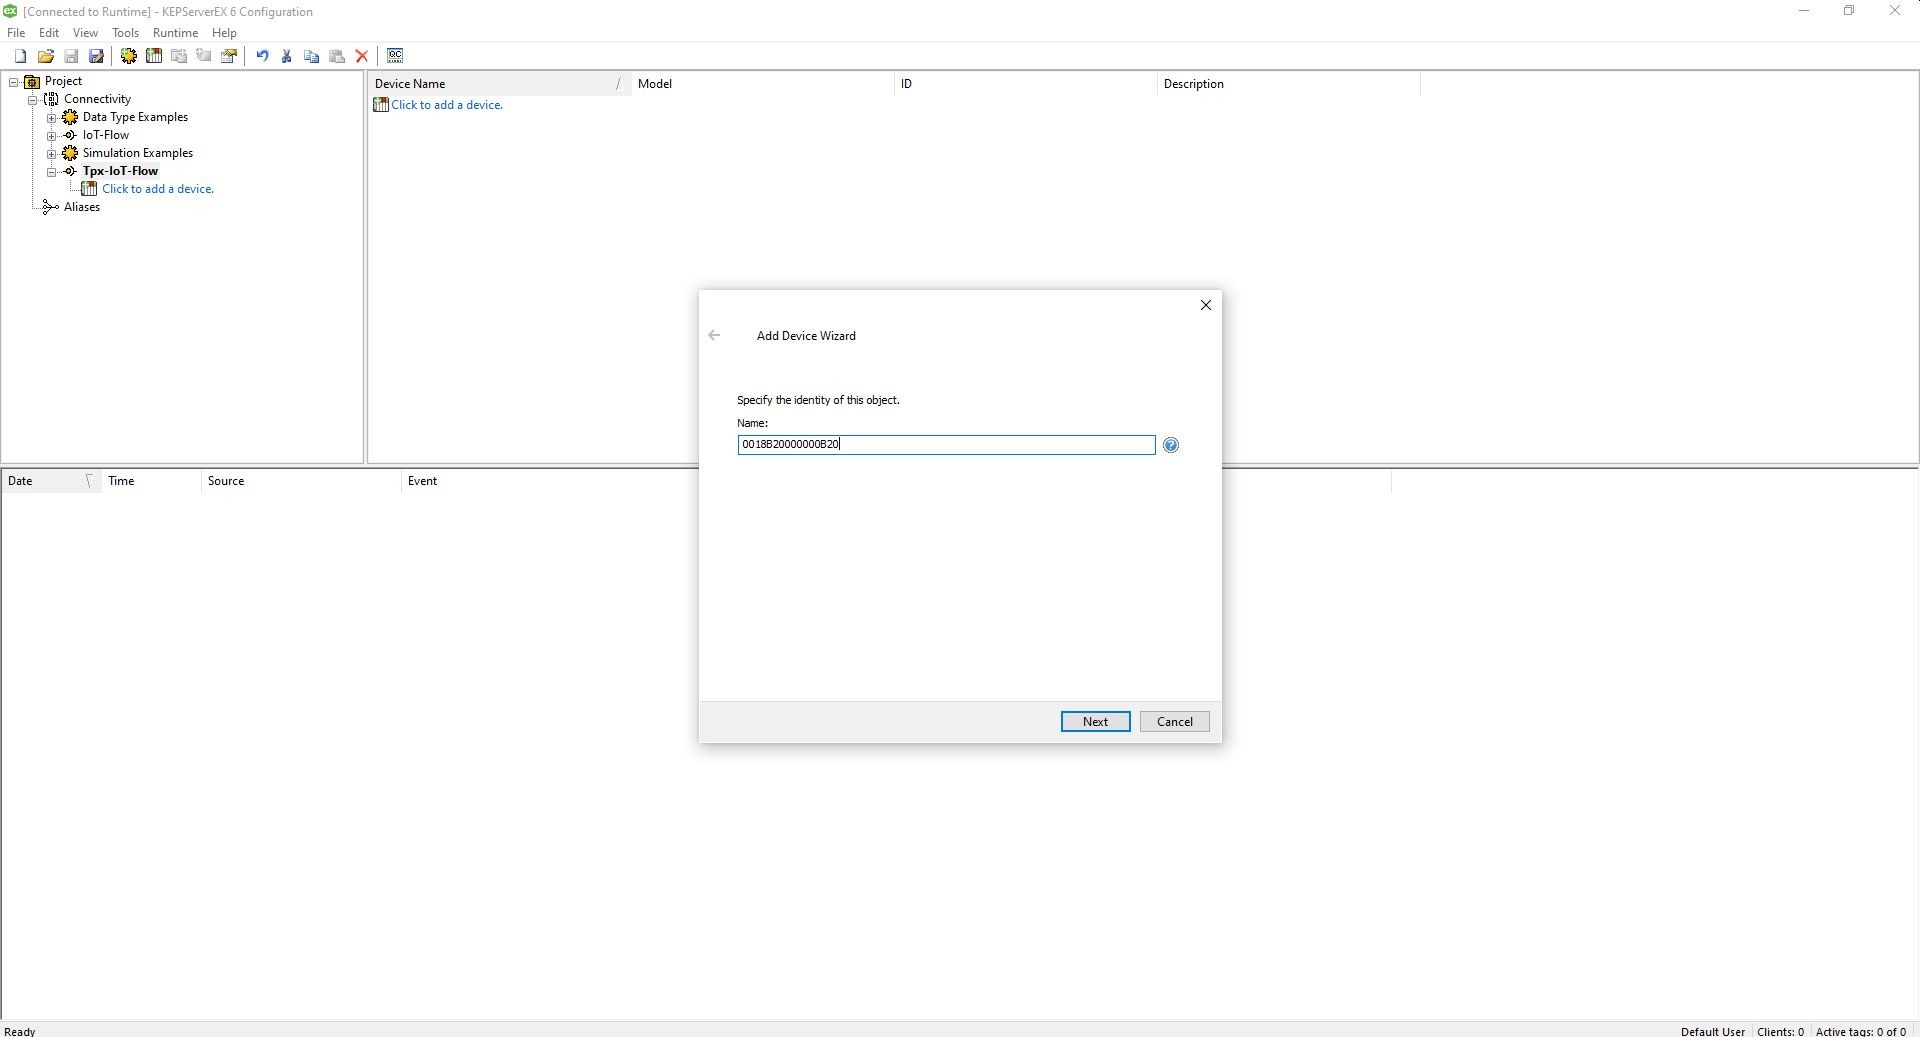 [Connected to Runtime] - KEPServerEX 6 Configuration
File Edit View Tools Runtime Help
Project
Connectivity
Data Type Examples
IoT-Flow
Simulation Examples
Tpx-IoT-Flow
Click to add a device.
Aliases
Device Name Model ID Description
Click to add a device.
Add Device Wizard
Specify the identity of this object.
Name:
0018B20000000B20
Next Cancel
Date Time Source Event
Ready Default User Clients: 0 Active tags: 0 of 0